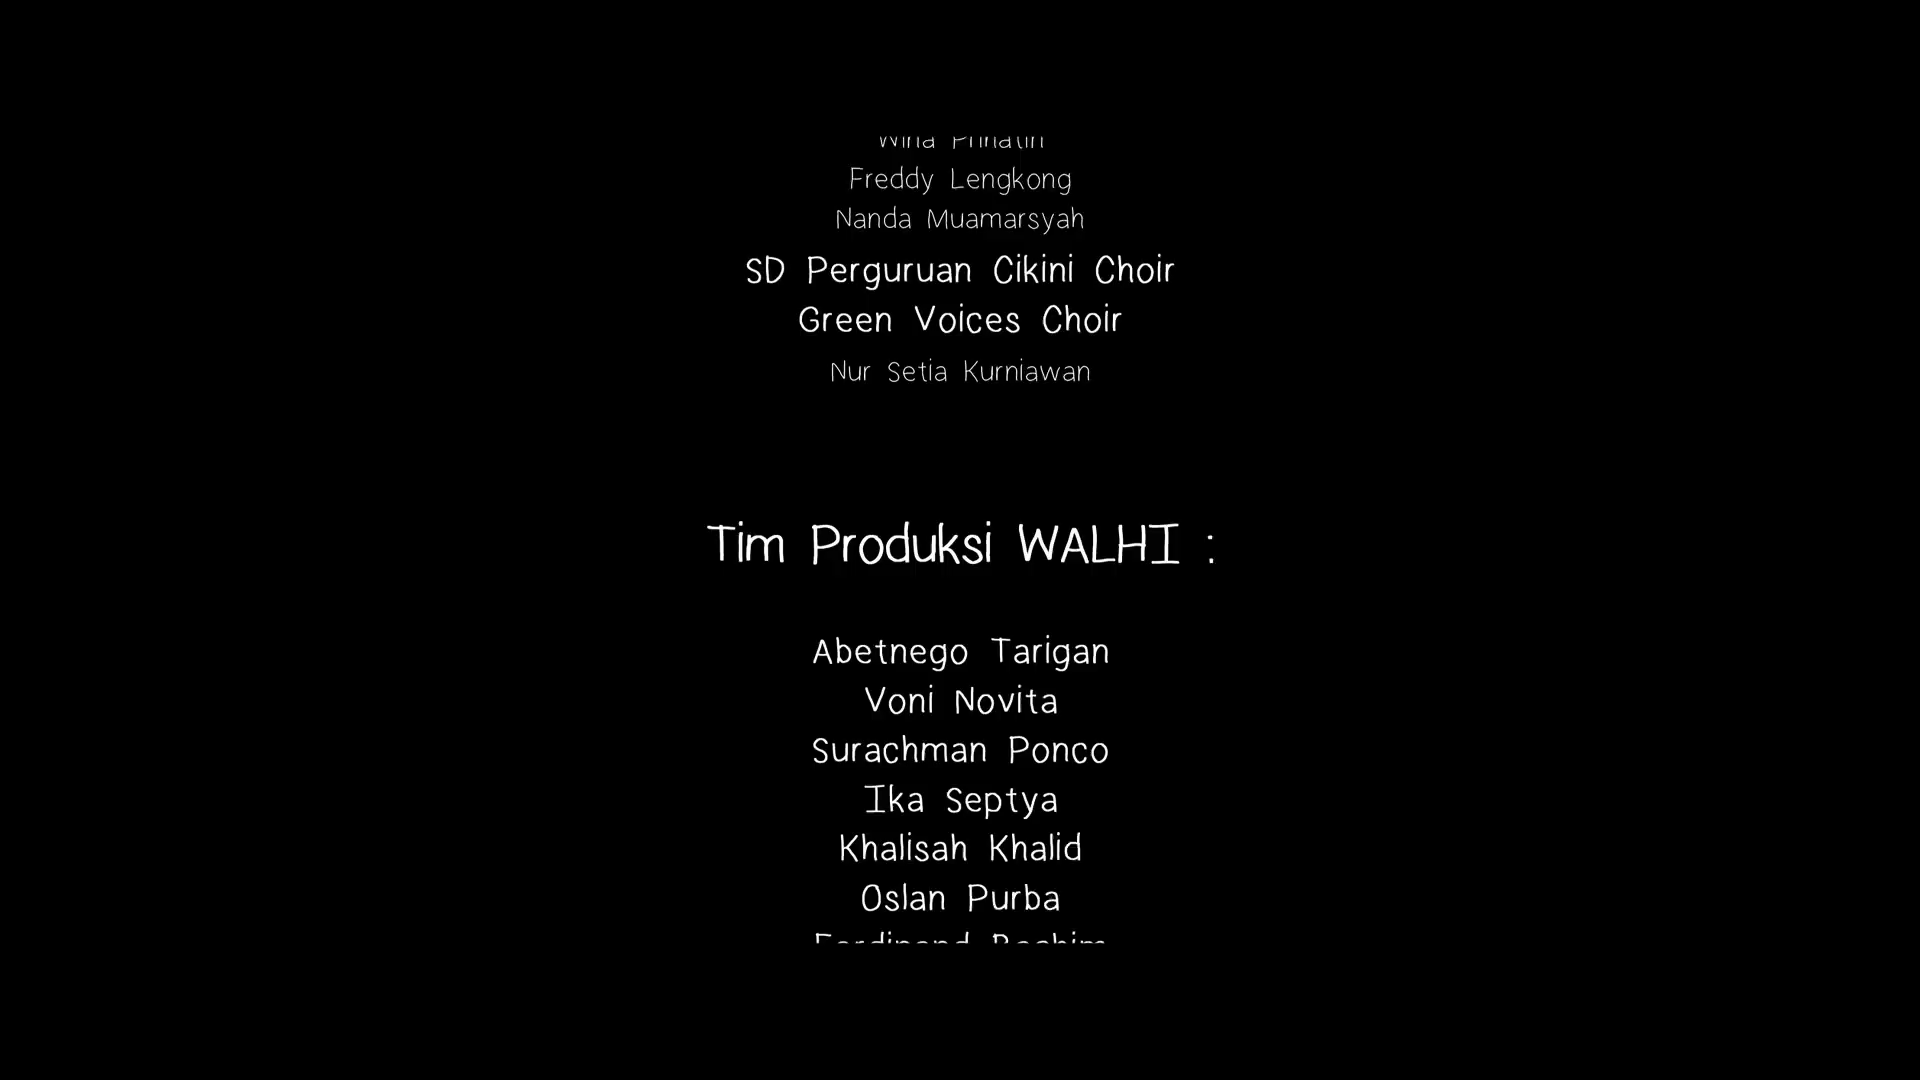 Freddy Lengkong
Nanda Muamarsyah
SD Perguruan Cikini Choir
Green Voices Choir
Nur Setia Kurniawan
Tim Produksi WALHI :
Abetnego Tarigan
Voni Novita
Surachman Ponco
Ika Septya
Khalisah Khalid
Oslan Purba